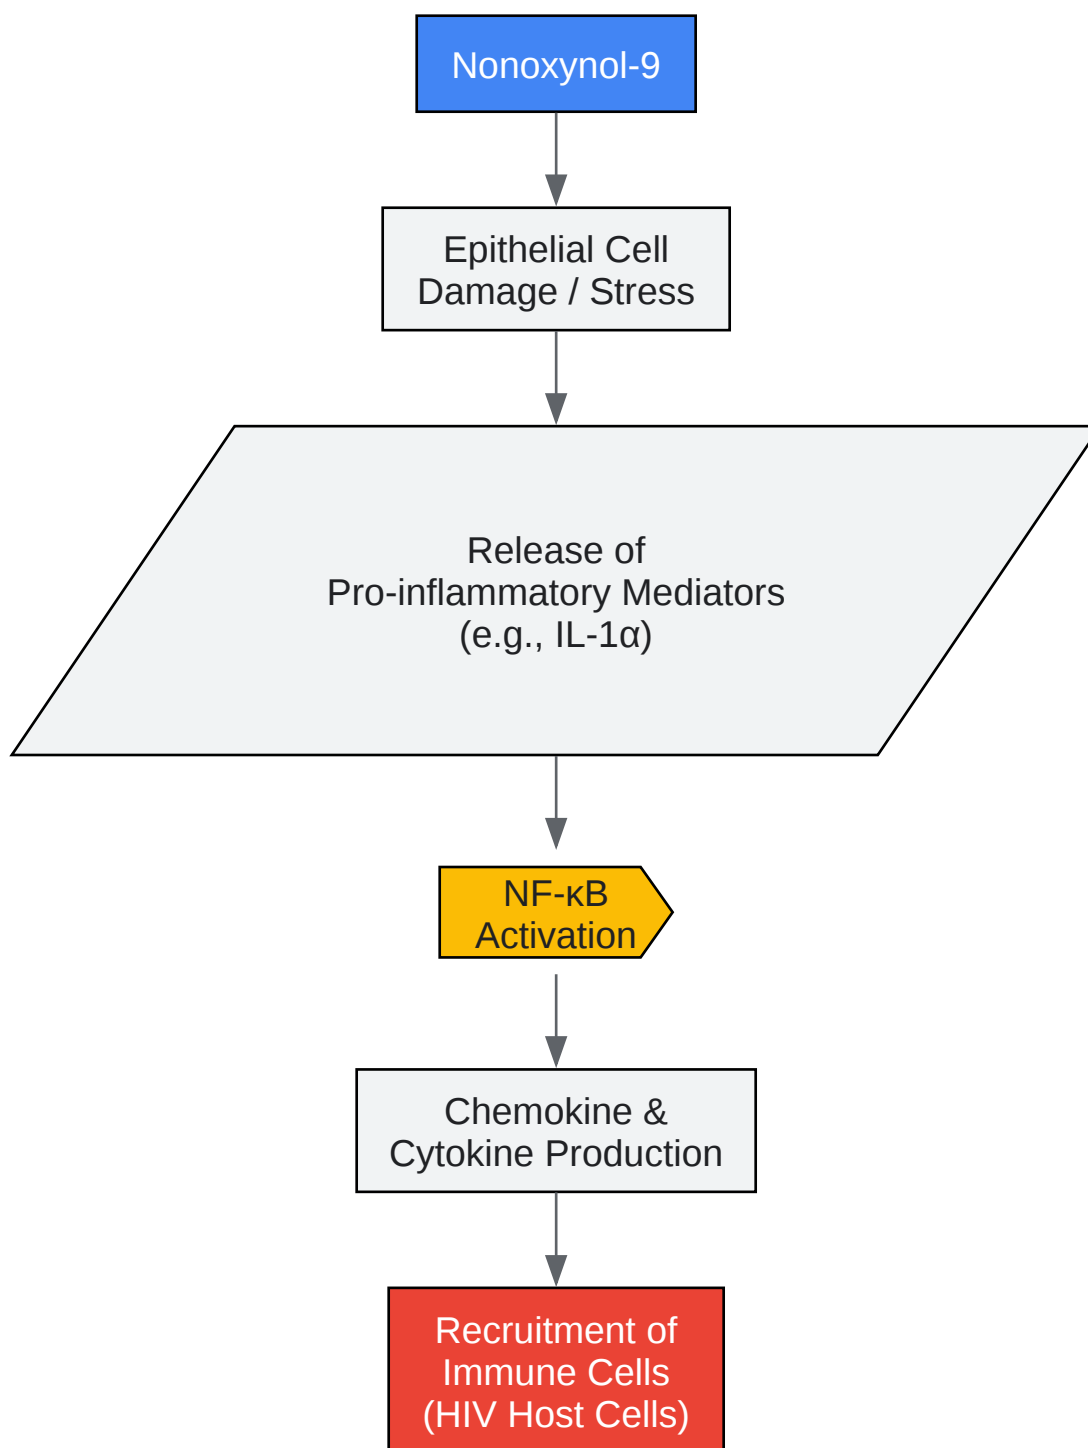 Nonoxynol-9
Epithelial Cell
Damage / Stress
Release of
Pro-inflammatory Mediators
(e.g., IL-1α)
NF-κB
Activation
Chemokine &
Cytokine Production
Recruitment of
Immune Cells
(HIV Host Cells)